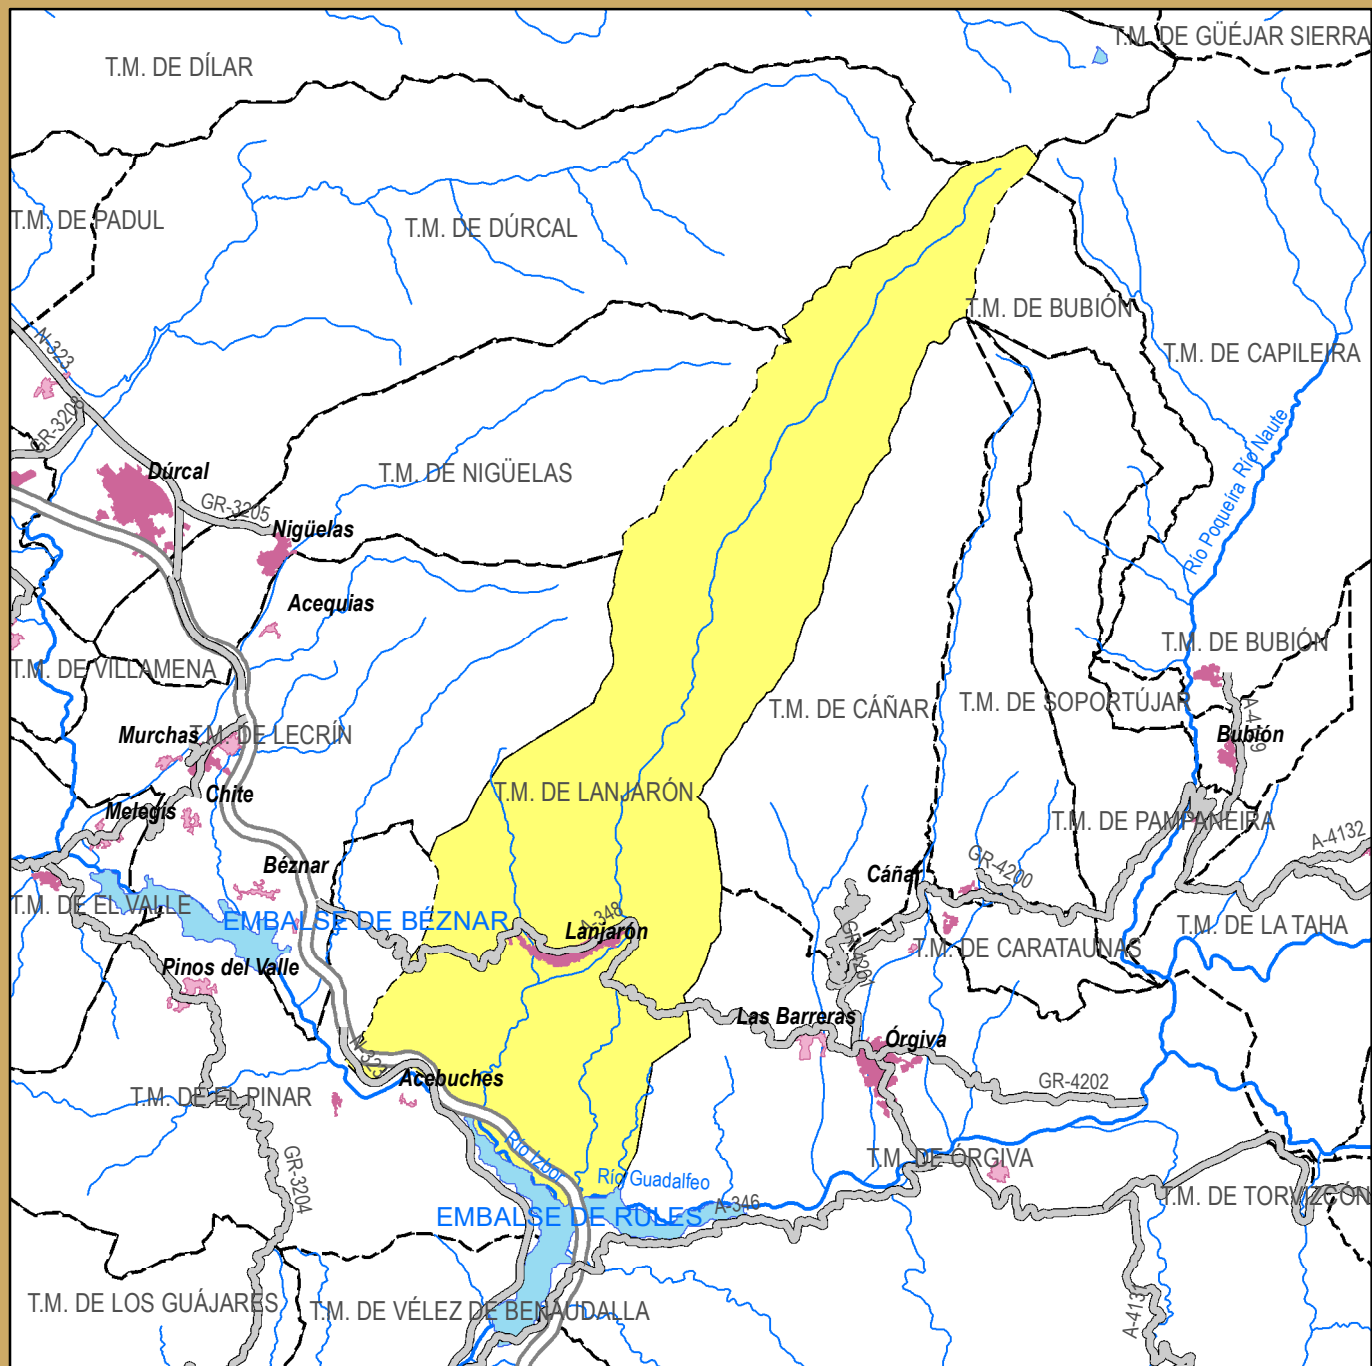 T.M. DE GÜÉJAR SIERRA
T.M. DE DÍLAR
T.M. DE PADUL
T.M. DE DÚRCAL
T.M. DE BUBIÓN
N-323
T.M. DE CAPILEIRA
GR-3208
Río Naute
Dúrcal
T.M. DE NIGÜELAS
GR-3205
Nigüelas
Río Poqueira
Acequias
T.M. DE BUBIÓN
T.M. DE VILLAMENA
T.M. DE CÁÑAR
T.M. DE SOPORTÚJAR
Murchas
T.M. DE LECRÍN
Bubión
T.M. DE LANJARÓN
Chite
Melegís
T.M. DE PAMPANEIRA
A-4132
Béznar
Cáñar
GR-4200
T.M. DE EL VALLE
EMBALSE DE BÉZNAR
A-348
Lanjarón
T.M. DE LA TAHA
T.M. DE CARATAUNAS
GR-4201
Pinos del Valle
Las Barreras
Órgiva
N-323
Acebuches
GR-4202
T.M. DE EL PINAR
Río Izbor
T.M. DE ÓRGIVA
Río Guadalfeo
GR-3204
A-346
T.M. DE TORVIZCÓN
EMBALSE DE RULES
T.M. DE LOS GUÁJARES
T.M. DE VÉLEZ DE BENAUDALLA